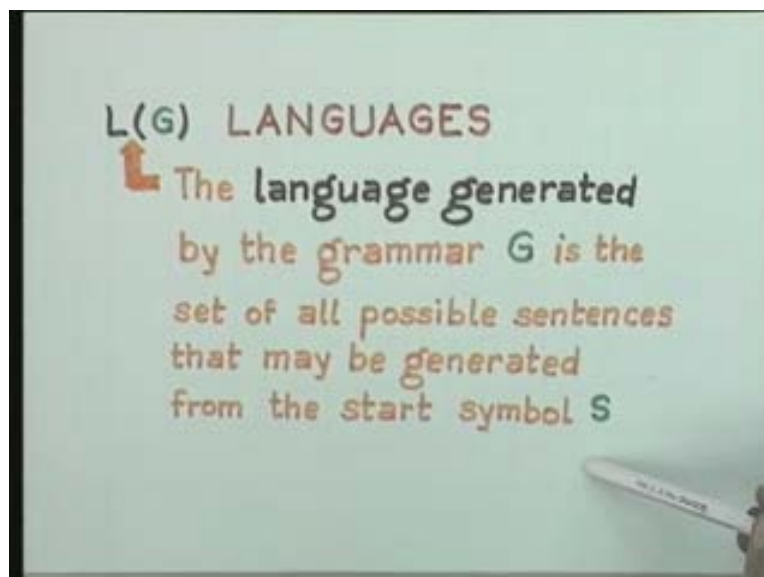 L(G) LANGUAGES
The language generated
by the grammar G is the
set of all possible sentences
that may be generated
from the start symbol S